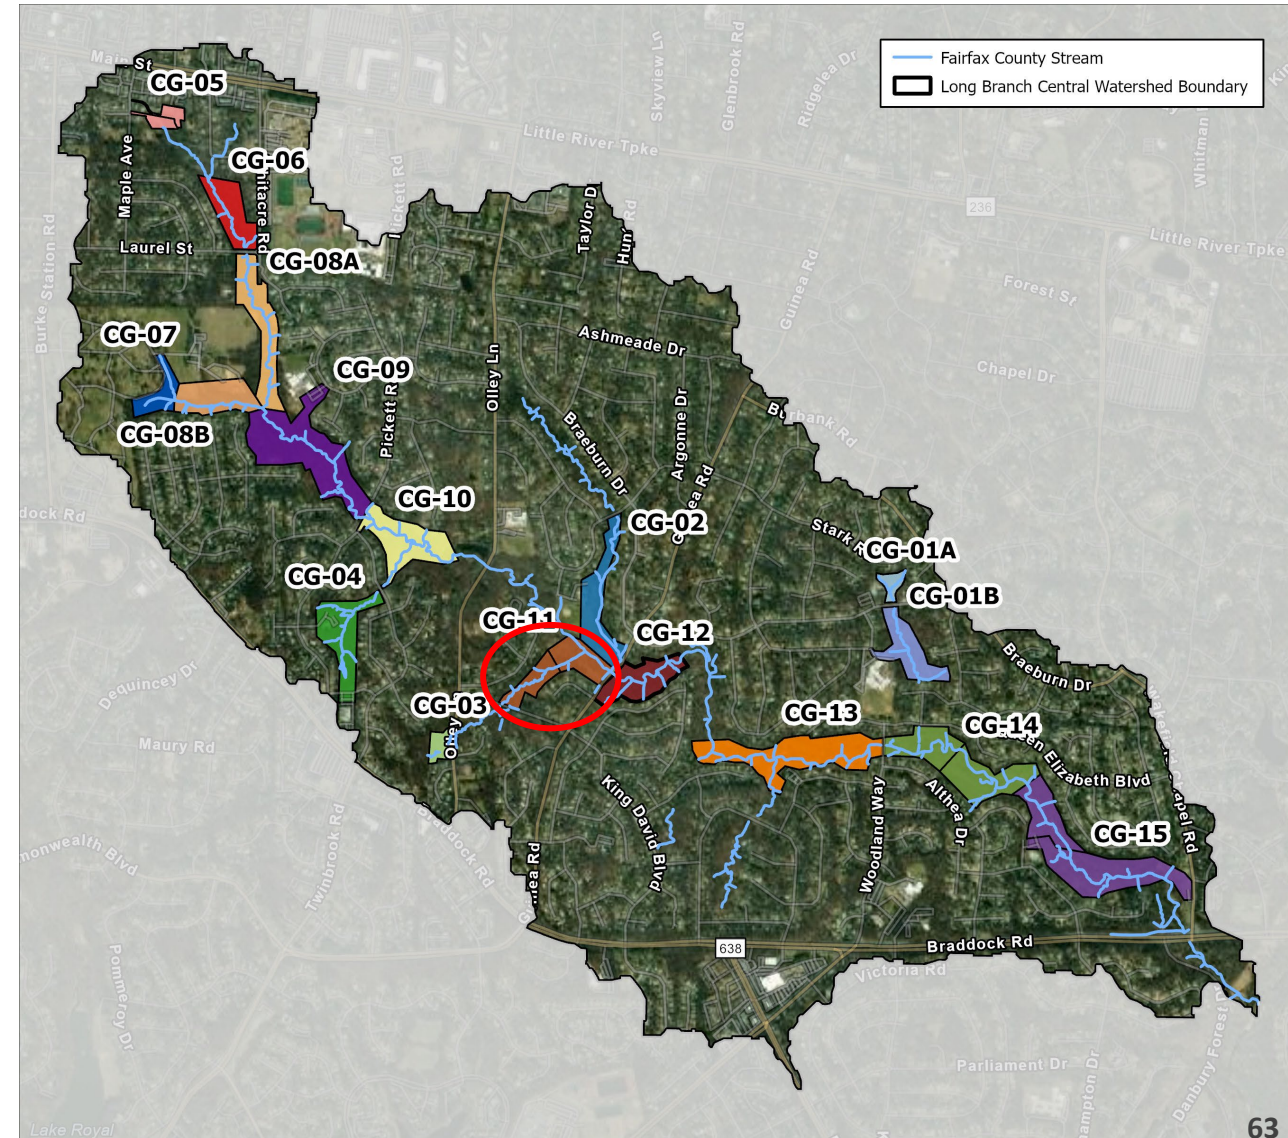 Fairfax County Stream
Long Branch Central Watershed Boundary
Main St
CG-05
Maple Ave
CG-06
Laurel St
CG-08A
Burke Station Rd
Skyview Ln
Glenbrook Rd
Ridgelea Dr
Little River Tpke
236
Little River Tpke
Whitman
Forest St
Guinea Rd
Chapel Dr
Burbank Rd
Taylor D
Ashmeade Dr
Olley Ln
CG-07
CG-09
Pickett R
CG-08B
CG-10
Braeburn Dr
Argonne Dr
CG-02
Stark R
CG-01A
CG-01B
CG-04
CG-11
CG-12
Braeburn Dr
Dequincey Dr
CG-03
Maury Rd
CG-13
CG-14
Elizabeth Blvd
Althea Dr
King David Blvd
Woodland Way
CG-15
Twinbrook Rd
Braddock Rd
638
Braddock Rd
Victoria Rd
Pommeroy Dr
Parliament Dr
Lake Royal
63